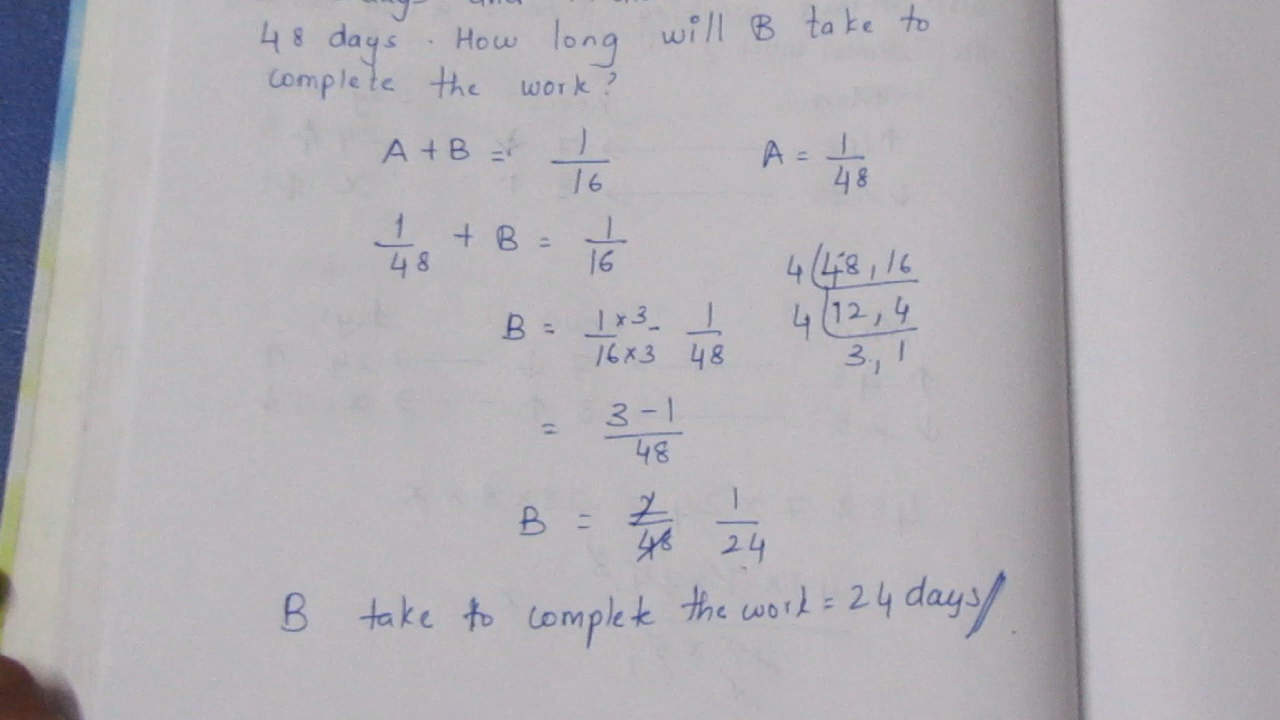 48 days. How long will B take to
complete the work?
A + B = 1/16 A = 1/48
1/48 + B = 1/16
4 48, 16
B = 1×3/16×3 - 1/48
4 12, 4
3, 1
= 3 - 1/48
B = 2/48 1/24
B take to complete the work = 24 days//